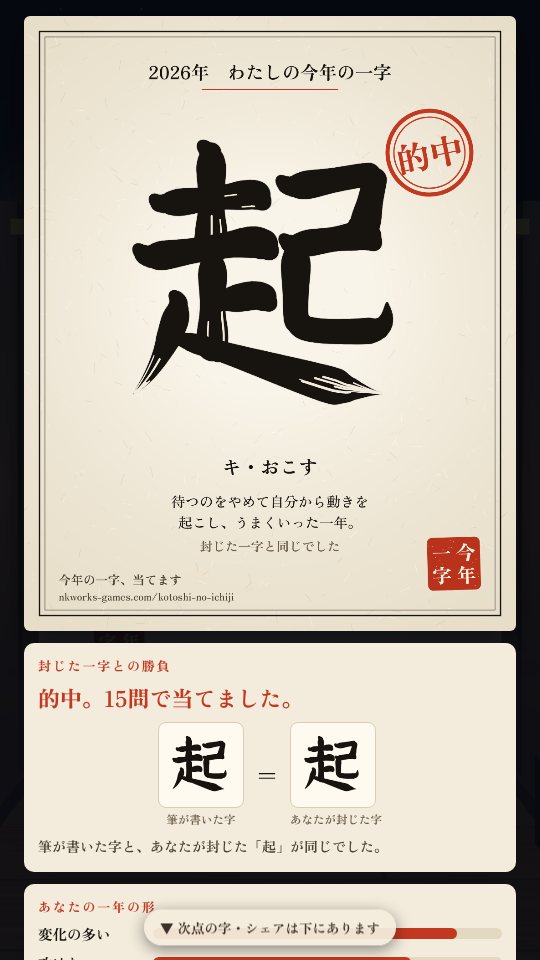 2026年　わたしの今年の一字
的中
起
キ・おこす
待つのをやめて自分から動きを
起こし、うまくいった一年。
封じた一字と同じでした
今年の一字、当てます
nkworks-games.com/kotoshi-no-ichiji
今年
一字
封じた一字との勝負
的中。15問で当てました。
起 = 起
筆が書いた字 あなたが封じた字
筆が書いた字と、あなたが封じた「起」が同じでした。
あなたの一年の形
変化の多い
▼ 次点の字・シェアは下にあります